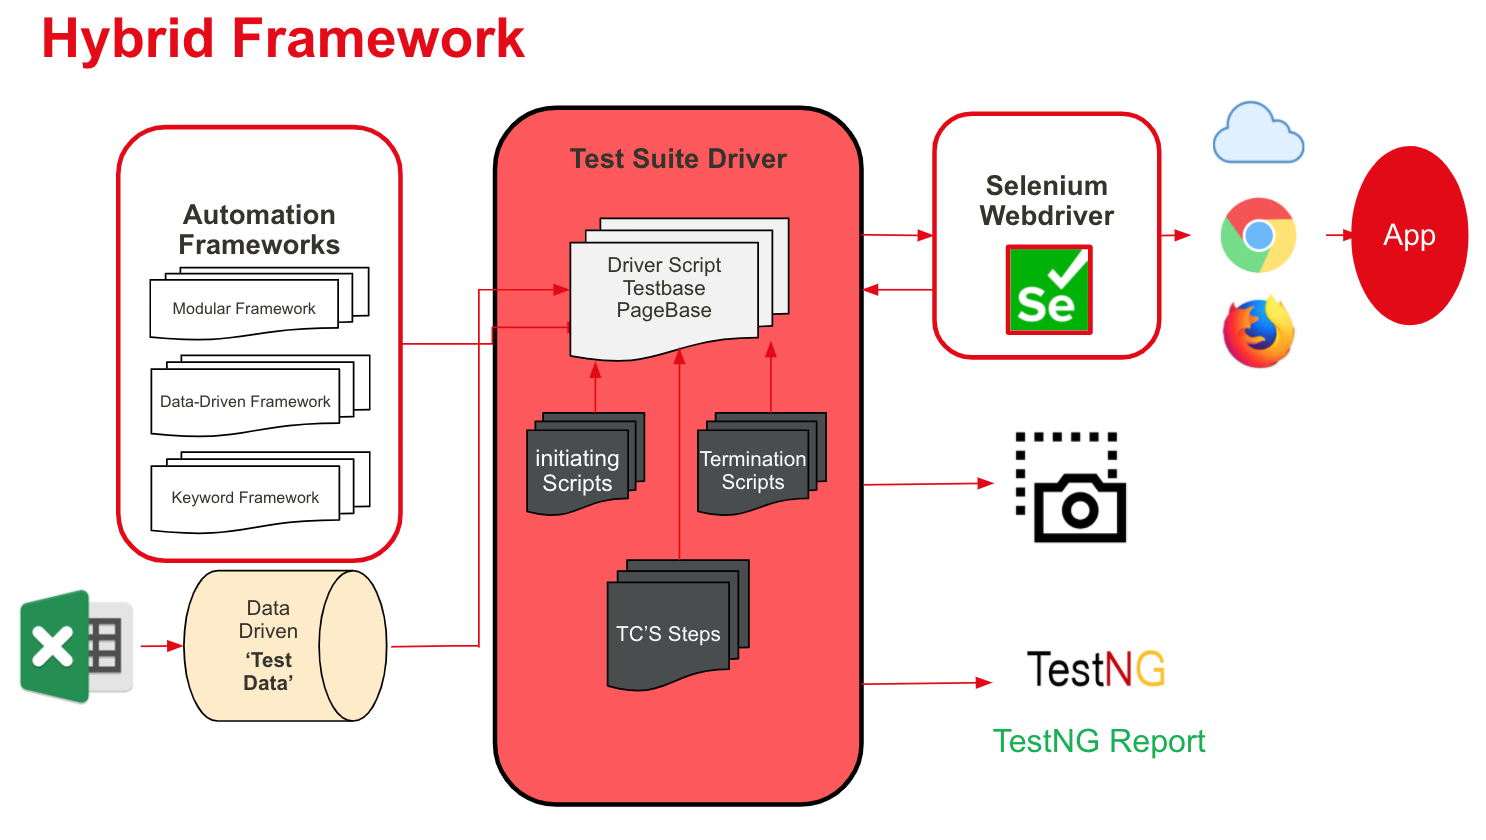 Hybrid Framework
Automation
Frameworks
Modular Framework
Data-Driven Framework
Keyword Framework
Data
Driven
‘Test
Data’
Test Suite Driver
Driver Script
Testbase
PageBase
initiating
Scripts
Termination
Scripts
TC’S Steps
Selenium
Webdriver
Se
App
TestNG
TestNG Report